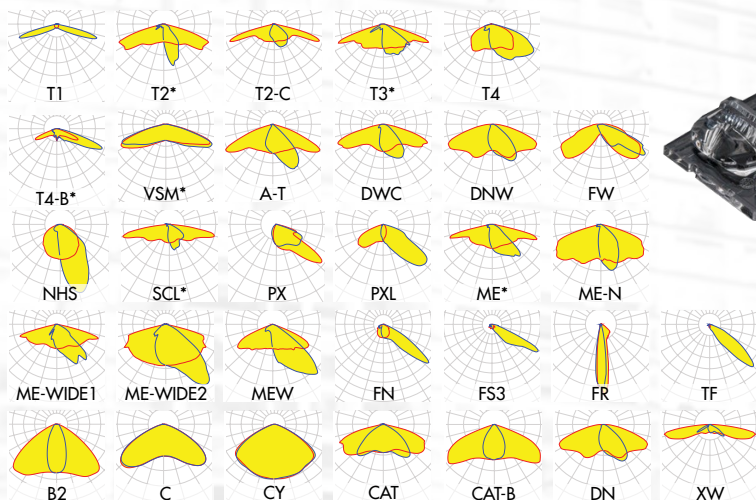 T1 T2* T2-C T3* T4
T4-B* VSM* A-T DWC DNW FW
NHS SCL* PX PXL ME* ME-N
ME-WIDE1 ME-WIDE2 MEW FN FS3 FR TF
B2 C CY CAT CAT-B DN XW